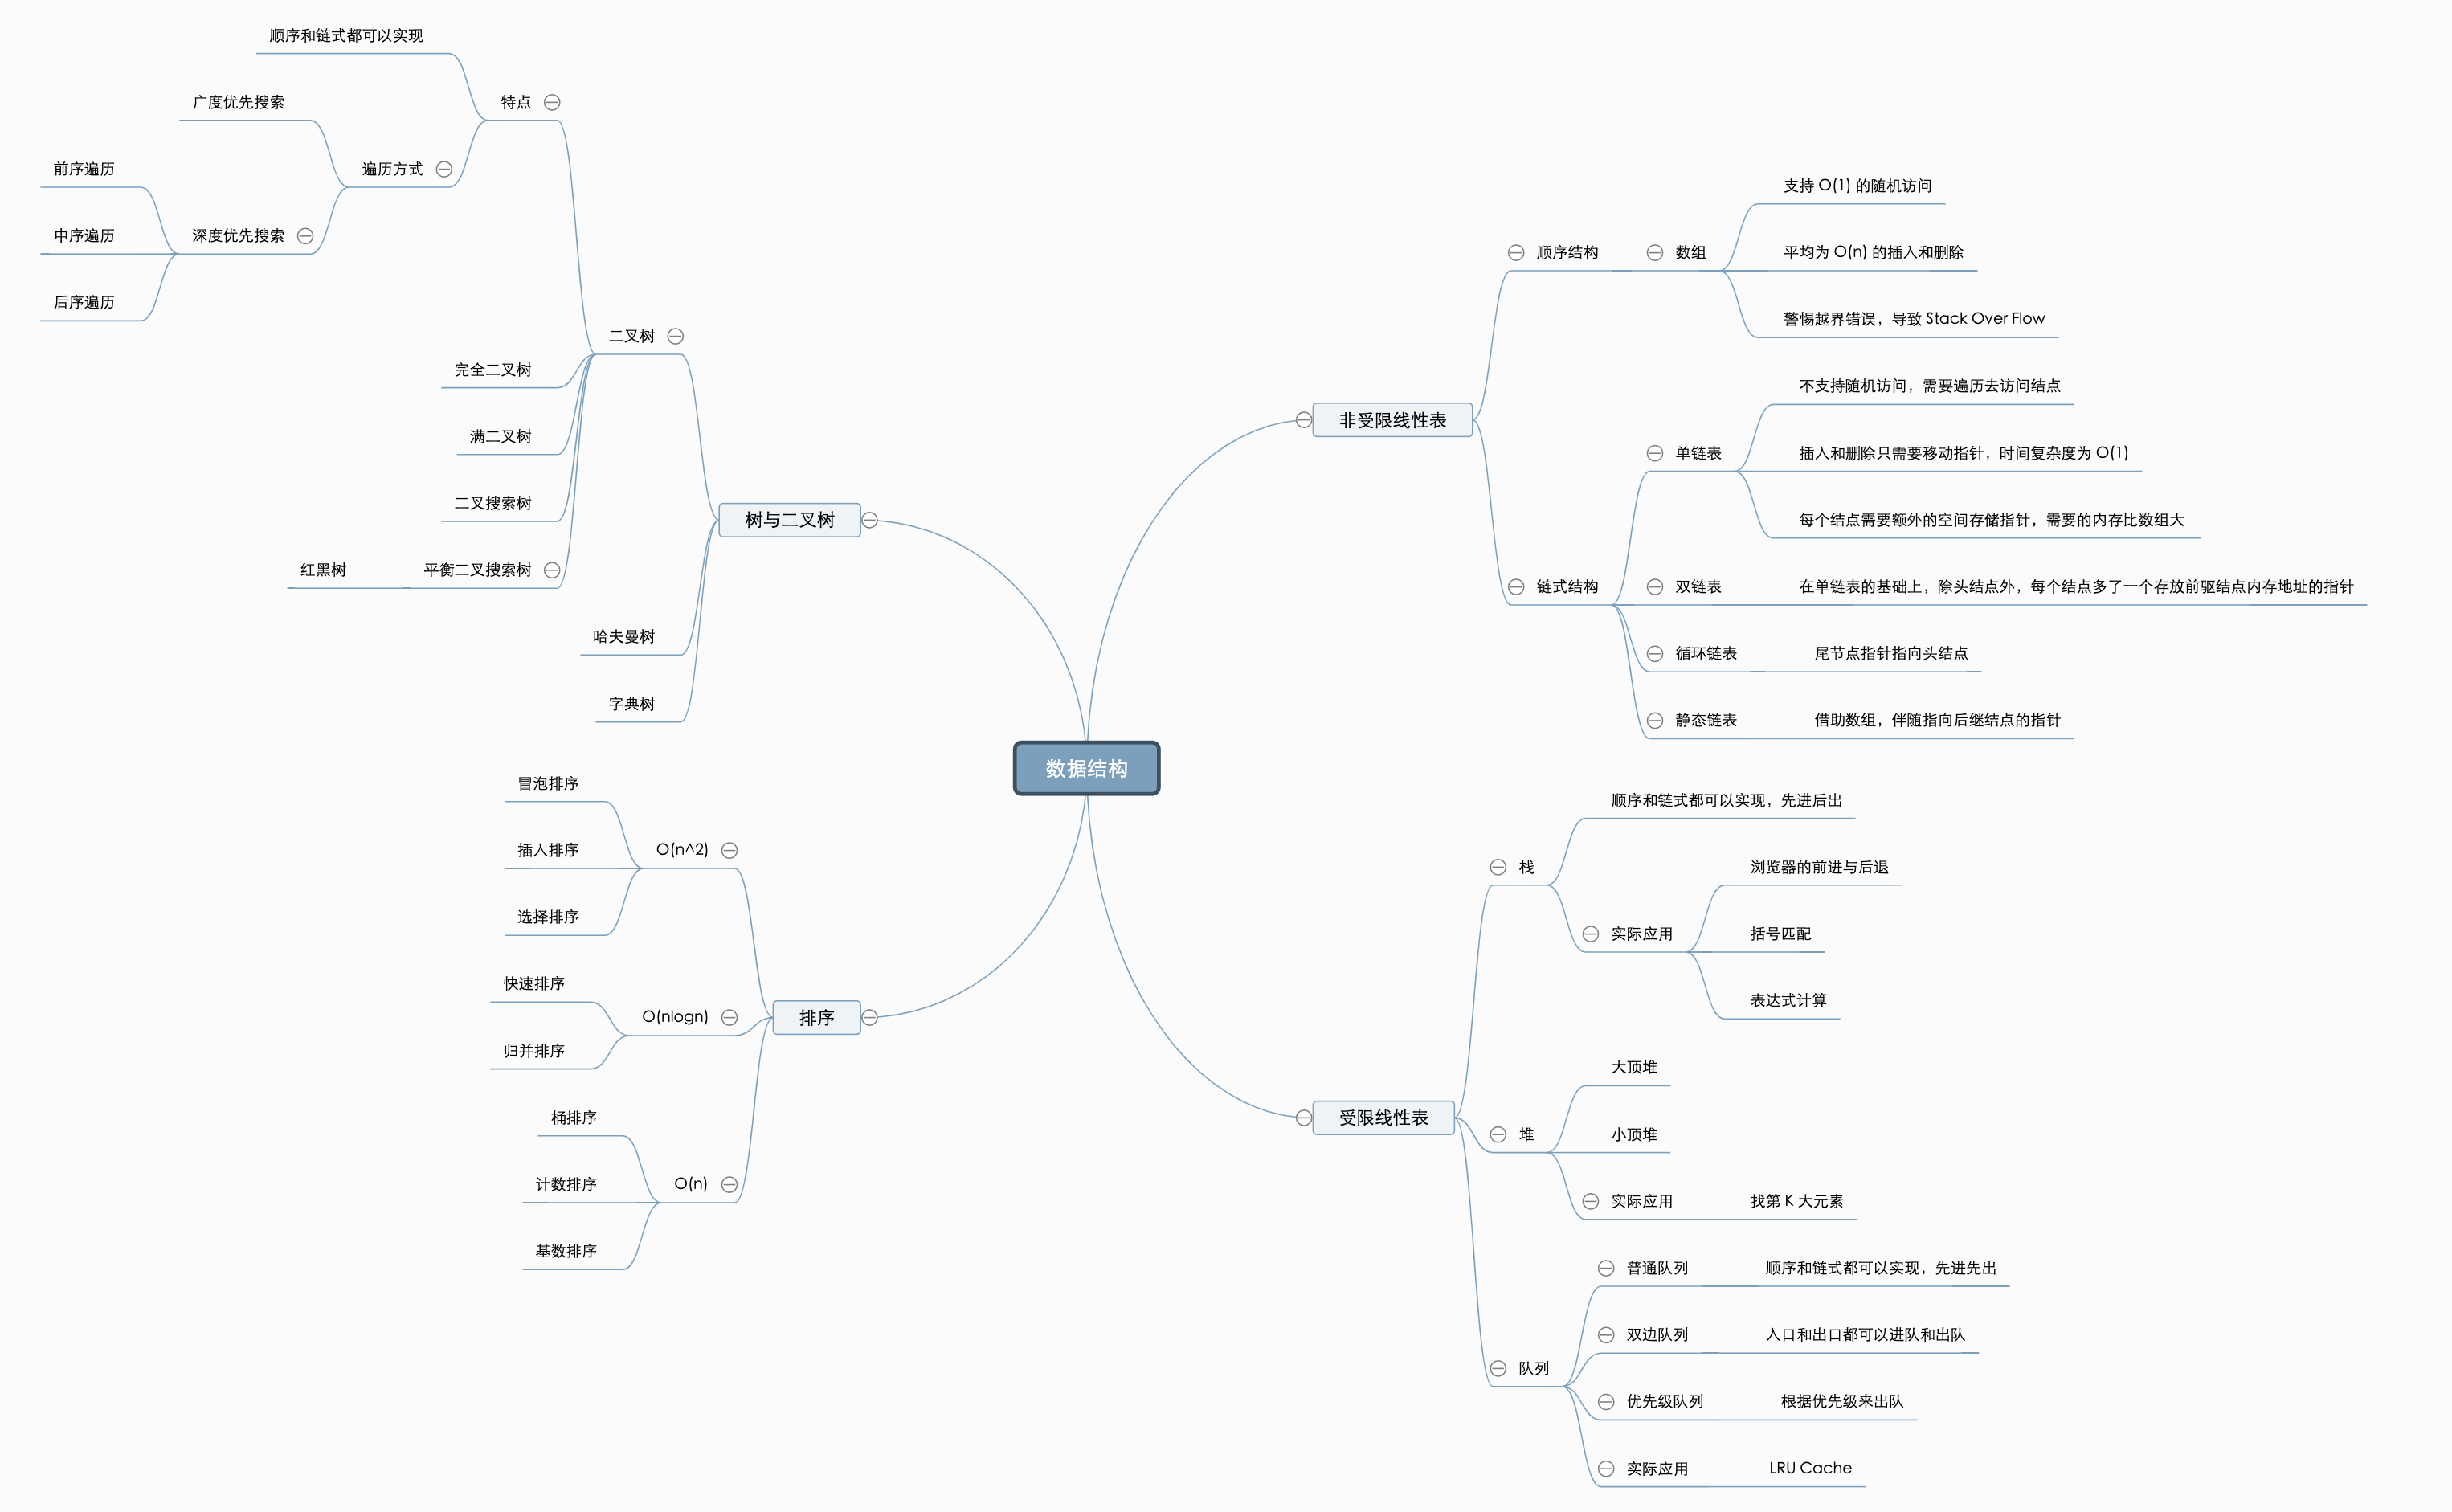 数据结构
非受限线性表
顺序结构
数组
支持 O(1) 的随机访问
平均为 O(n) 的插入和删除
警惕越界错误，导致 Stack Over Flow
链式结构
单链表
不支持随机访问，需要遍历去访问结点
插入和删除只需要移动指针，时间复杂度为 O(1)
每个结点需要额外的空间存储指针，需要的内存比数组大
双链表
在单链表的基础上，除头结点外，每个结点多了一个存放前驱结点内存地址的指针
循环链表
尾节点指针指向头结点
静态链表
借助数组，伴随指向后继结点的指针
受限线性表
栈
顺序和链式都可以实现，先进后出
实际应用
浏览器的前进与后退
括号匹配
表达式计算
堆
大顶堆
小顶堆
实际应用
找第 K 大元素
队列
普通队列
顺序和链式都可以实现，先进先出
双边队列
入口和出口都可以进队和出队
优先级队列
根据优先级来出队
实际应用
LRU Cache
树与二叉树
二叉树
特点
顺序和链式都可以实现
遍历方式
广度优先搜索
深度优先搜索
前序遍历
中序遍历
后序遍历
完全二叉树
满二叉树
二叉搜索树
平衡二叉搜索树
红黑树
哈夫曼树
字典树
排序
O(n^2)
冒泡排序
插入排序
选择排序
O(nlogn)
快速排序
归并排序
O(n)
桶排序
计数排序
基数排序